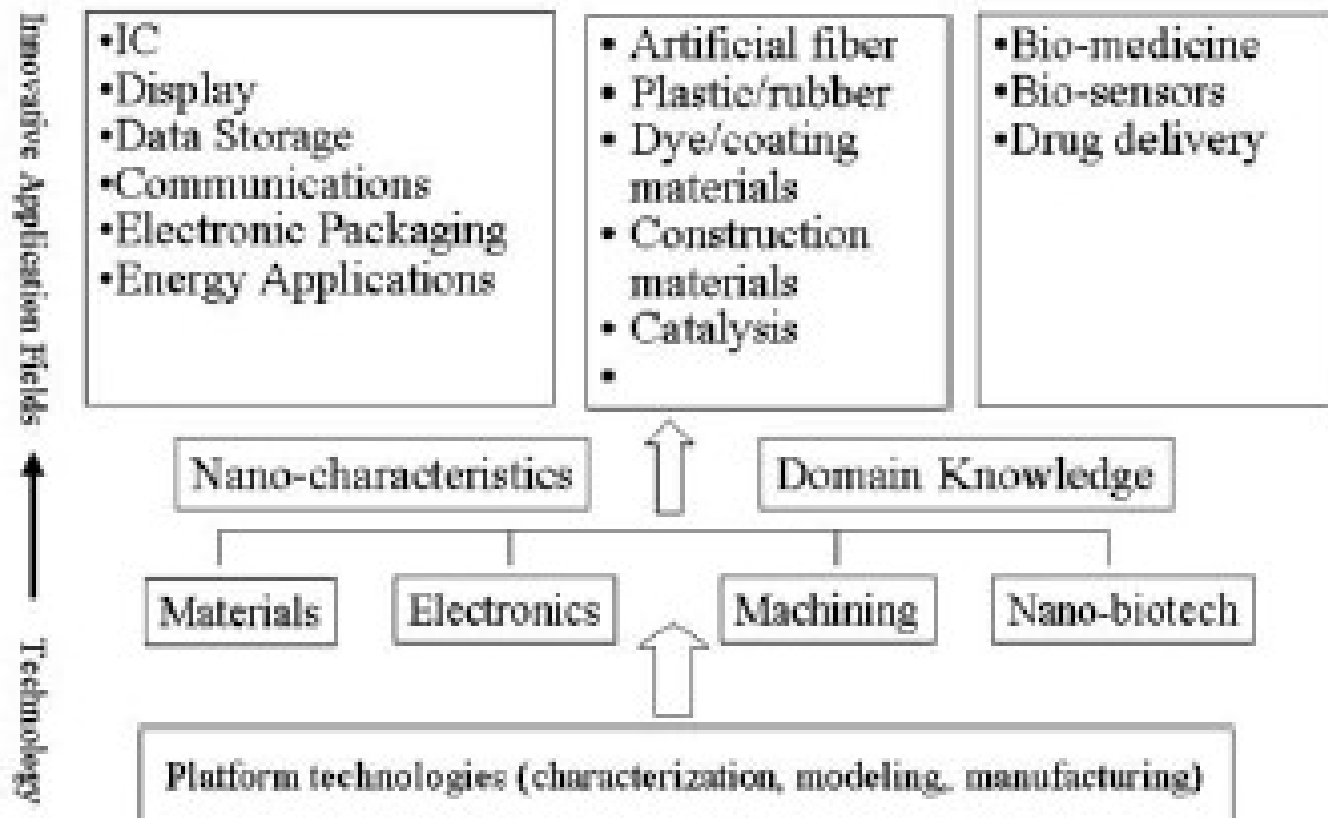 Innovative Application Fields
Technology
•IC
•Display
•Data Storage
•Communications
•Electronic Packaging
•Energy Applications
• Artificial fiber
• Plastic/rubber
• Dye/coating
materials
• Construction
materials
• Catalysis
•
•Bio-medicine
•Bio-sensors
•Drug delivery
Nano-characteristics
Domain Knowledge
Materials
Electronics
Machining
Nano-biotech
Platform technologies (characterization, modeling, manufacturing)